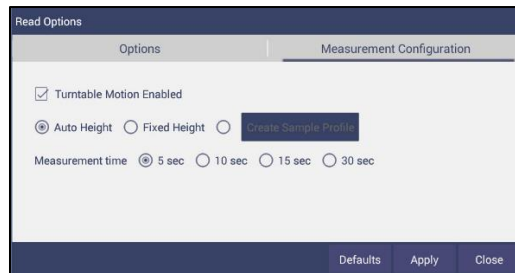 Read Options
Options Measurement Configuration
Turntable Motion Enabled
Auto Height Fixed Height Create Sample Profile
Measurement time 5 sec 10 sec 15 sec 30 sec
Defaults Apply Close